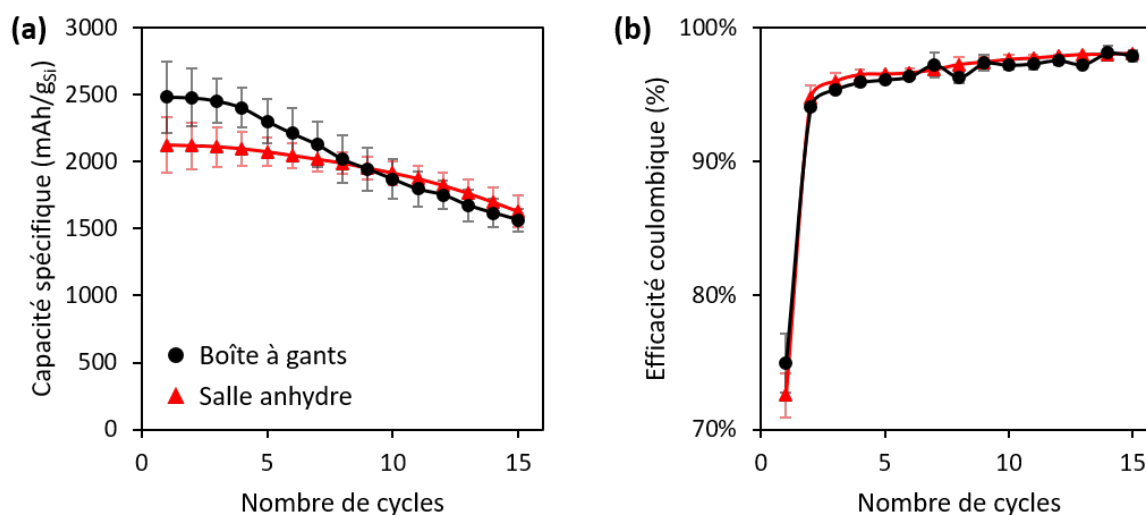 (a)
Capacité spécifique (mAh/gSi)
3000
2500
2000
1500
1000
500
0
Boîte à gants
Salle anhydre
0 5 10 15
Nombre de cycles
(b)
Efficacité coulombique (%)
100%
90%
80%
70%
0 5 10 15
Nombre de cycles